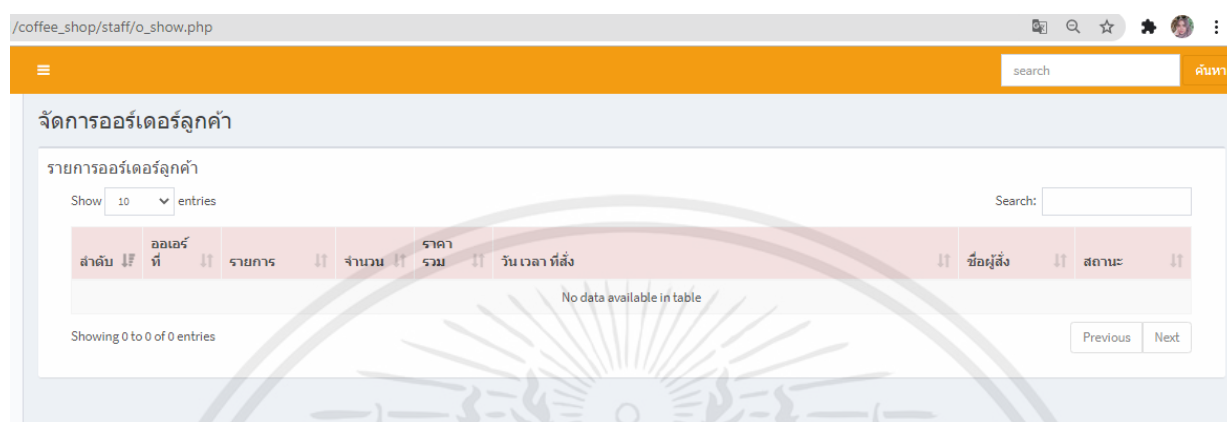 /coffee_shop/staff/o_show.php
search ค้นหา
จัดการออร์เดอร์ลูกค้า
รายการออร์เดอร์ลูกค้า
Show 10 entries Search:
ลำดับ ออเอร์ที่ รายการ จำนวน ราคารวม วัน เวลา ที่สั่ง ชื่อผู้สั่ง สถานะ
No data available in table
Showing 0 to 0 of 0 entries Previous Next